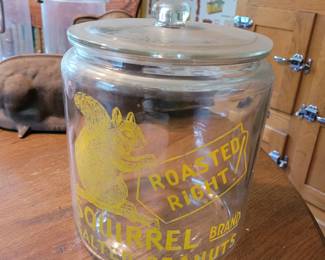 ROASTED
RIGHT
SQUIRREL BRAND
SALTED PEANUTS